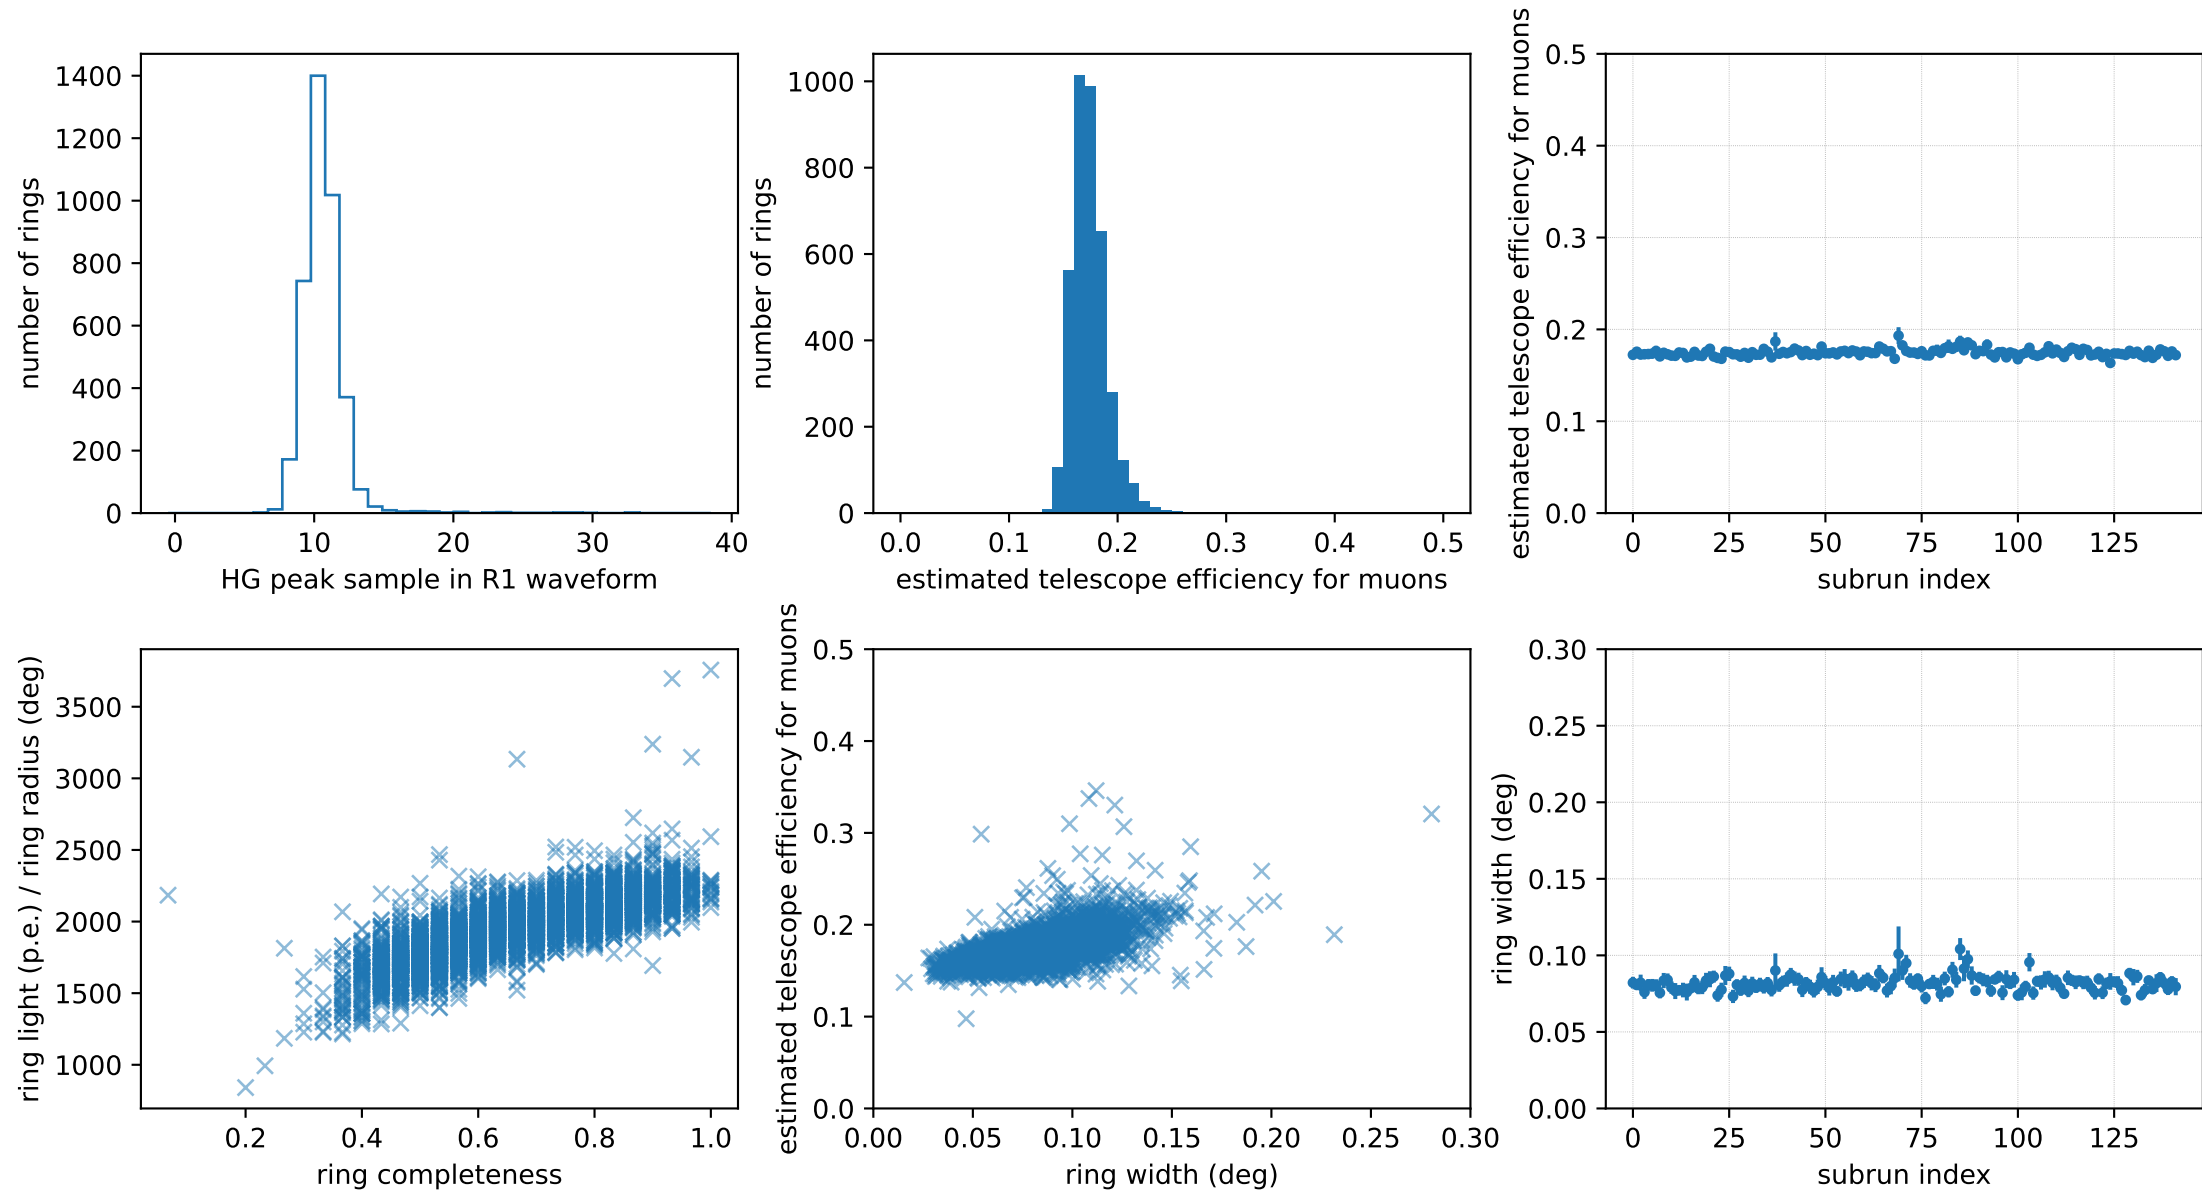 number of rings
1400
1200
1000
800
600
400
200
0
0 10 20 30 40
HG peak sample in R1 waveform
number of rings
1000
800
600
400
200
0
0.0 0.1 0.2 0.3 0.4 0.5
estimated telescope efficiency for muons
estimated telescope efficiency for muons
0.5
0.4
0.3
0.2
0.1
0.0
0 25 50 75 100 125
subrun index
ring light (p.e.) / ring radius (deg)
3500
3000
2500
2000
1500
1000
0.2 0.4 0.6 0.8 1.0
ring completeness
estimated telescope efficiency for muons
0.5
0.4
0.3
0.2
0.1
0.0
0.00 0.05 0.10 0.15 0.20 0.25 0.30
ring width (deg)
ring width (deg)
0.30
0.25
0.20
0.15
0.10
0.05
0.00
0 25 50 75 100 125
subrun index